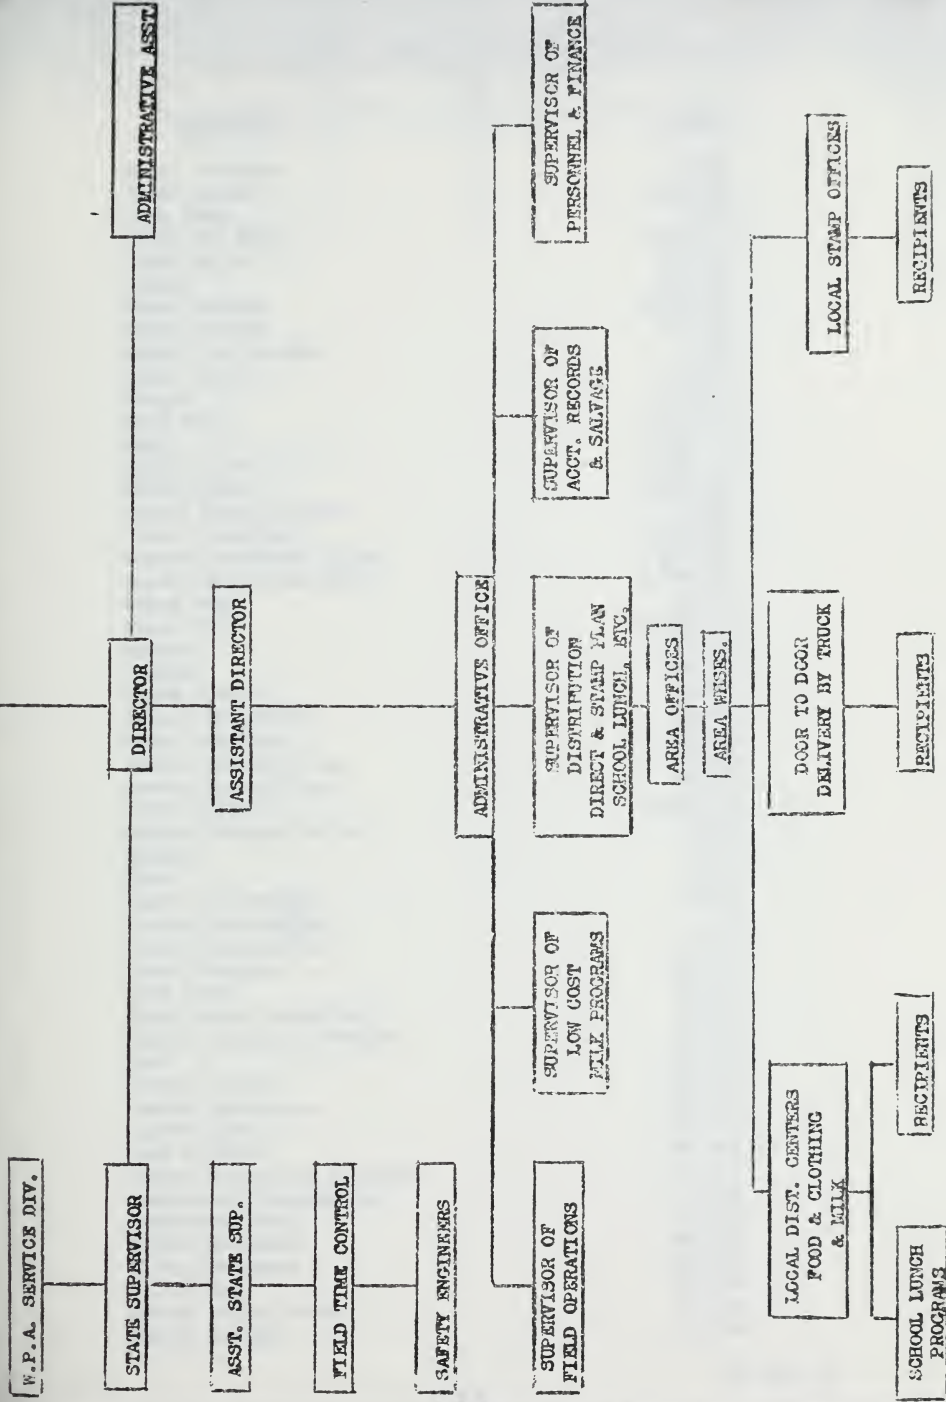 W.P.A. SERVICE DIV.
STATE SUPERVISOR
DIRECTOR
ADMINISTRATIVE ASST.
ASST. STATE SUP.
ASSISTANT DIRECTOR
FIELD TIME CONTROL
SAFETY ENGINEERS
ADMINISTRATIVE OFFICE
SUPERVISOR OF
FIELD OPERATIONS
SUPERVISOR OF
LOW COST
MILK PROGRAMS
SUPERVISOR OF
DISTRIBUTION
DIRECT & STAMP PLAN
SCHOOL LUNCH, ETC.
SUPERVISOR OF
ACCT. RECORDS
& SALVAGE
SUPERVISOR OF
PERSONNEL & FINANCE
AREA OFFICES
AREA WHSES.
LOCAL DIST. CENTERS
FOOD & CLOTHING
& MILK
DOOR TO DOOR
DELIVERY BY TRUCK
LOCAL STAMP OFFICES
SCHOOL LUNCH
PROGRAMS
RECIPIENTS
RECIPIENTS
RECIPIENTS